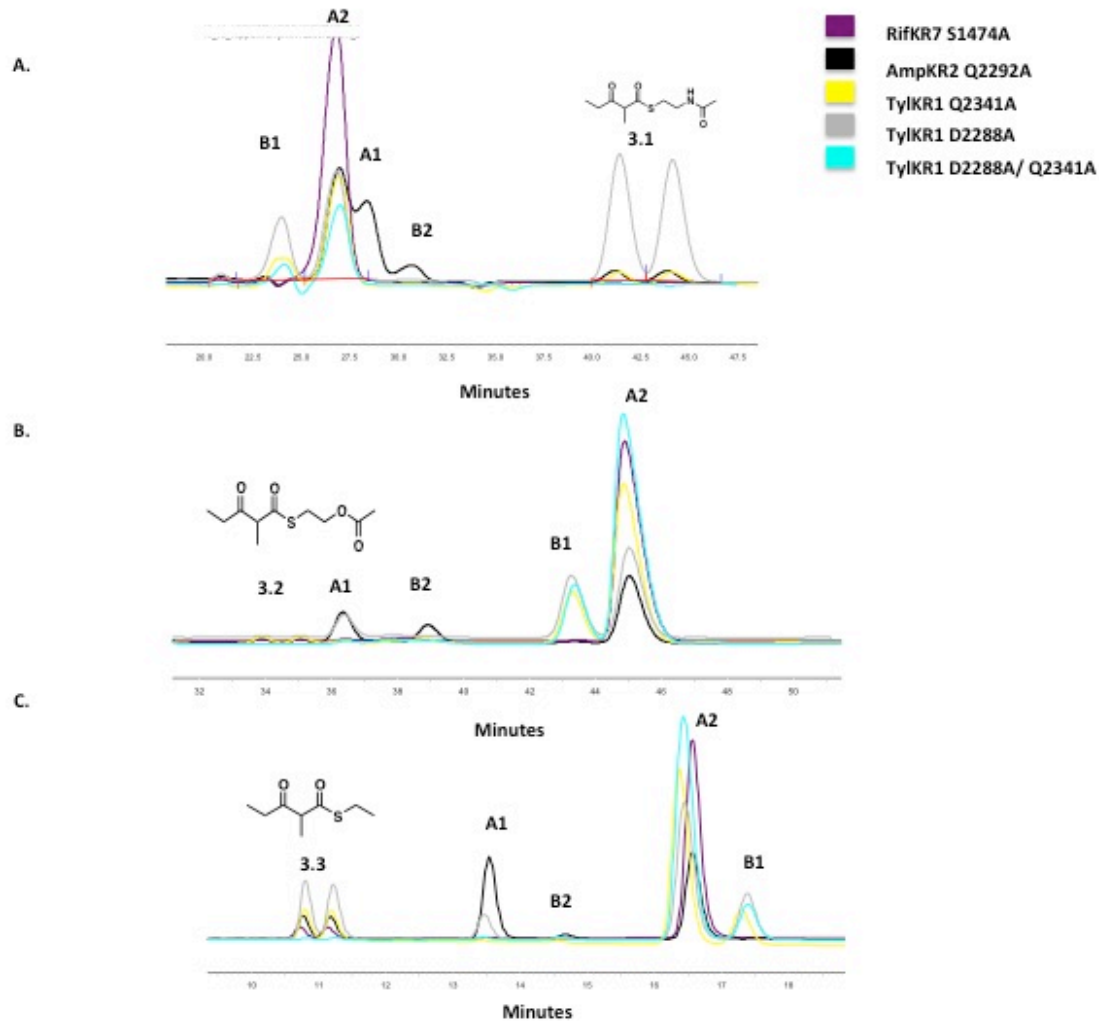 A.
A2
B1
A1
B2
3.1
O
O
S
H
N
O
RifKR7 S1474A
AmpKR2 Q2292A
TylKR1 Q2341A
TylKR1 D2288A
TylKR1 D2288A/ Q2341A
20.0 22.5 25.0 27.5 30.0 32.5 35.0 37.5 40.0 42.5 45.0 47.5
Minutes
B.
O
O
S
O
O
3.2
A1
B2
B1
A2
32 34 36 38 40 42 44 46 48 50
Minutes
C.
O
O
S
3.3
A1
B2
A2
B1
10 11 12 13 14 15 16 17 18
Minutes